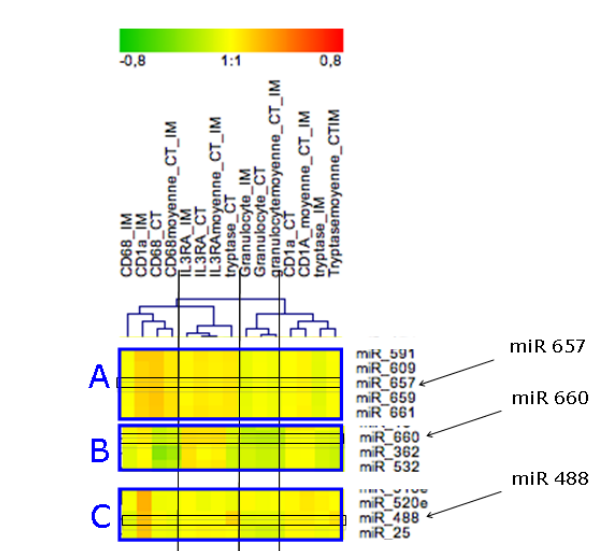 -0,8 1:1 0,8
CD68_IM
CD1a_IM
CD68_CT
CD68moyenne_CT_IM
IL3RA_IM
IL3RA_CT
IL3RAmoyenne_CT_IM
tryptase_CT
Granulocyte_IM
Granulocyte_CT
granulocytemoyenne_CT_IM
CD1a_CT
CD1A_moyenne_CT_IM
tryptase_IM
Tryptasemoyenne_CTIM
A
miR_591
miR_609
miR_657
miR_659
miR_661
miR 657
B
miR_660
miR_362
miR_532
miR 660
C
miR_520e
miR_488
miR_25
miR 488